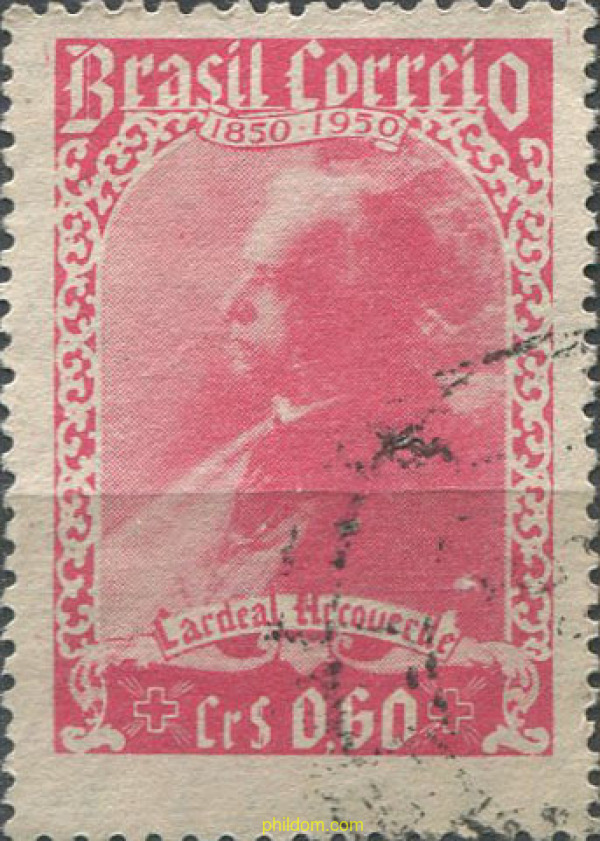 Brasil Correio
1850-1950
Cardeal Arcoverde
Cr$ 0,60
phildom.com